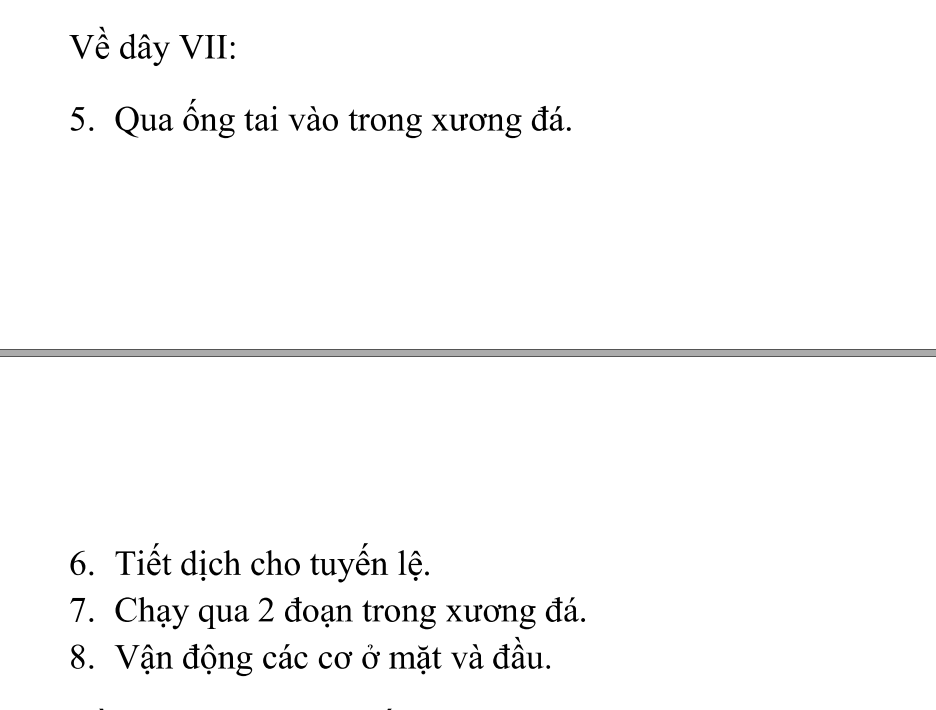 Về dây VII:
5. Qua ống tai vào trong xương đá.
6. Tiết dịch cho tuyến lệ.
7. Chạy qua 2 đoạn trong xương đá.
8. Vận động các cơ ở mặt và đầu.